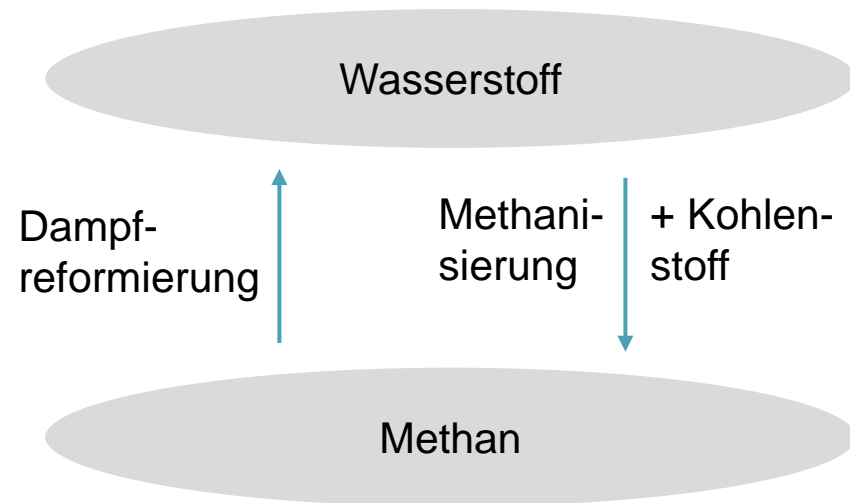 Wasserstoff
Dampf-
reformierung
Methani-
sierung
+ Kohlen-
stoff
Methan